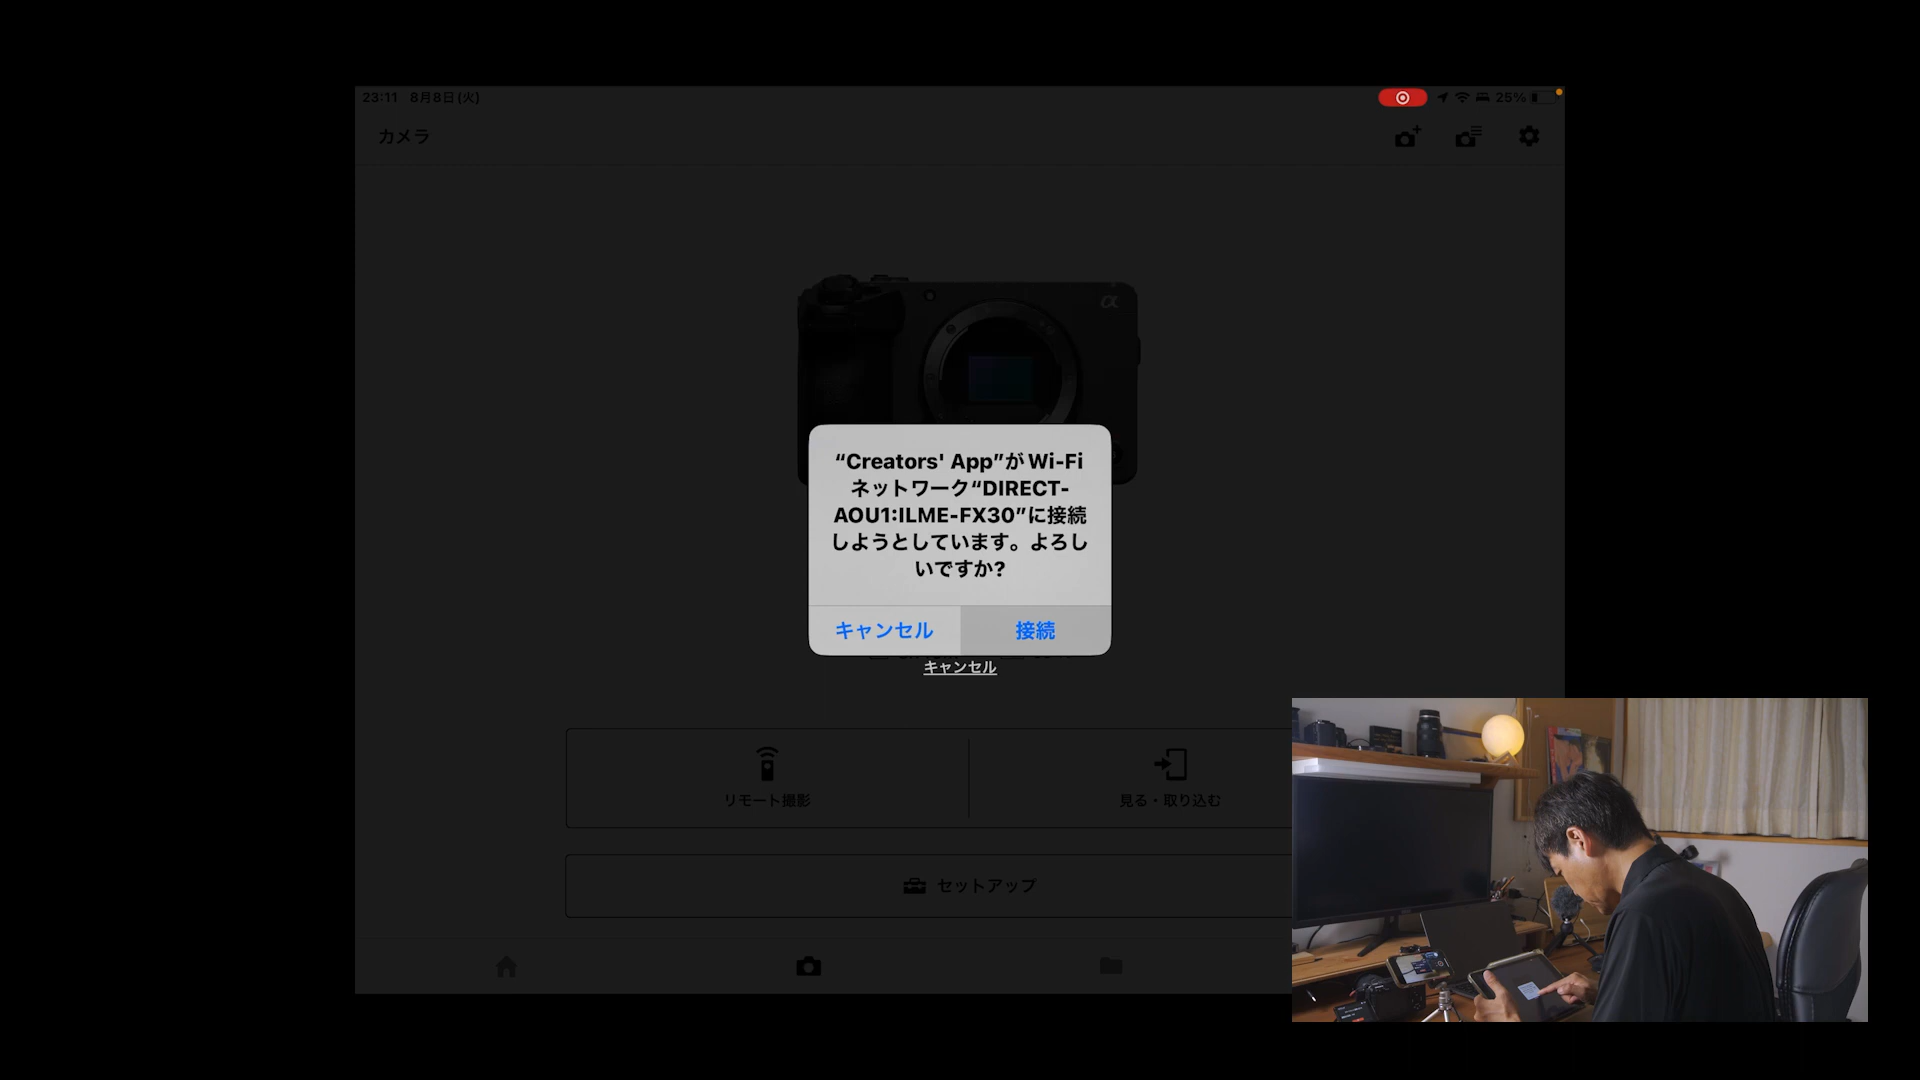 23:11 8月8日(火)
25%
カメラ
α
“Creators' App”がWi-Fi
ネットワーク“DIRECT-
AOU1:ILME-FX30”に接続
しようとしています。よろし
いですか?
キャンセル 接続
キャンセル
リモート撮影
見る・取り込む
セットアップ